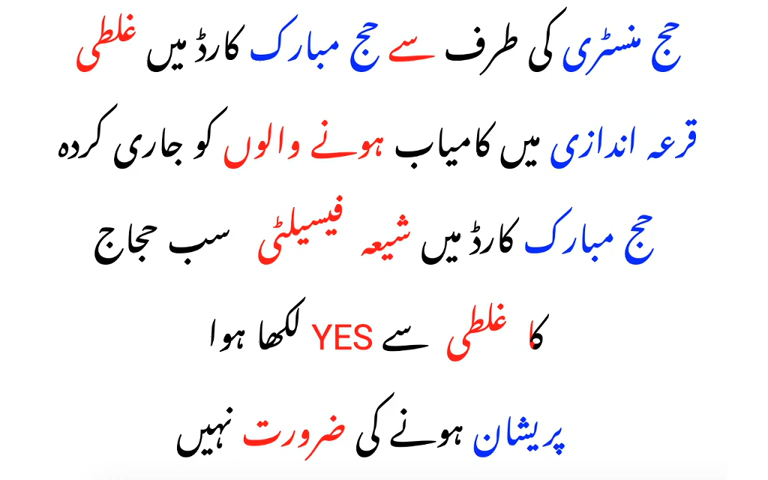 حج منسٹری کی طرف سے حج مبارک کارڈ میں غلطی
قرعہ اندازی میں کامیاب ہونے والوں کو جاری کردہ
حج مبارک کارڈ میں شیعہ فیسیلٹی سب حجاج
کا غلطی سے YES لکھا ہوا
پریشان ہونے کی ضرورت نہیں